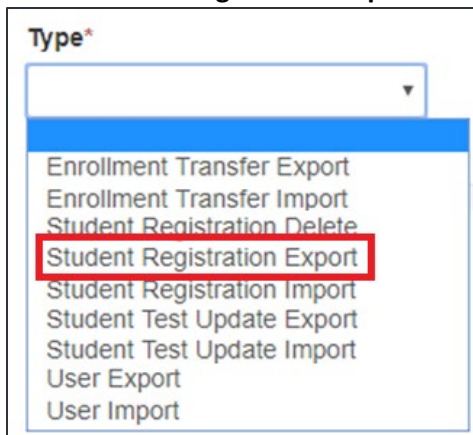 Type*
Enrollment Transfer Export
Enrollment Transfer Import
Student Registration Delete
Student Registration Export
Student Registration Import
Student Test Update Export
Student Test Update Import
User Export
User Import